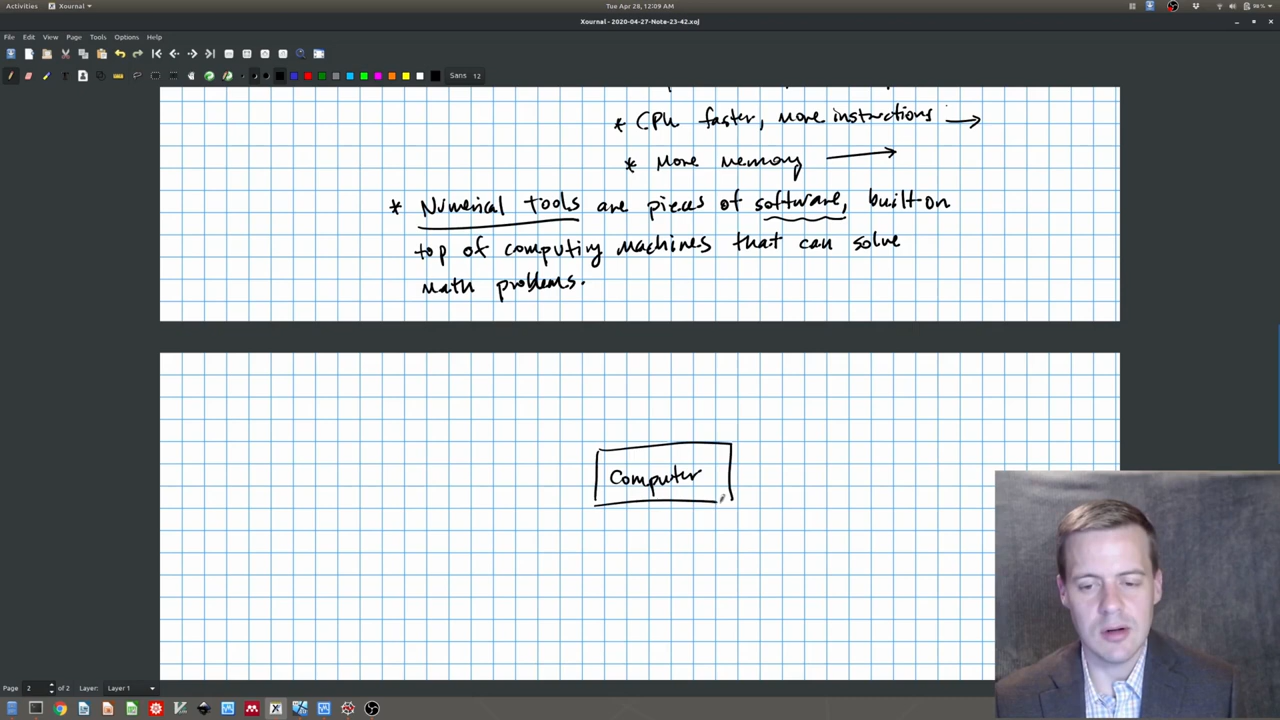 Activities Xournal Tue Apr 28, 12:09 AM 98 %
Xournal - 2020-04-27-Note-23-42.xoj
File Edit View Page Tools Options Help
Sans 12
* CPU faster, more instructions →
* More memory →
* Numerical tools are pieces of software, built-on
top of computing machines that can solve
math problems.
Computer
Page 2 of 2 Layer: Layer 1